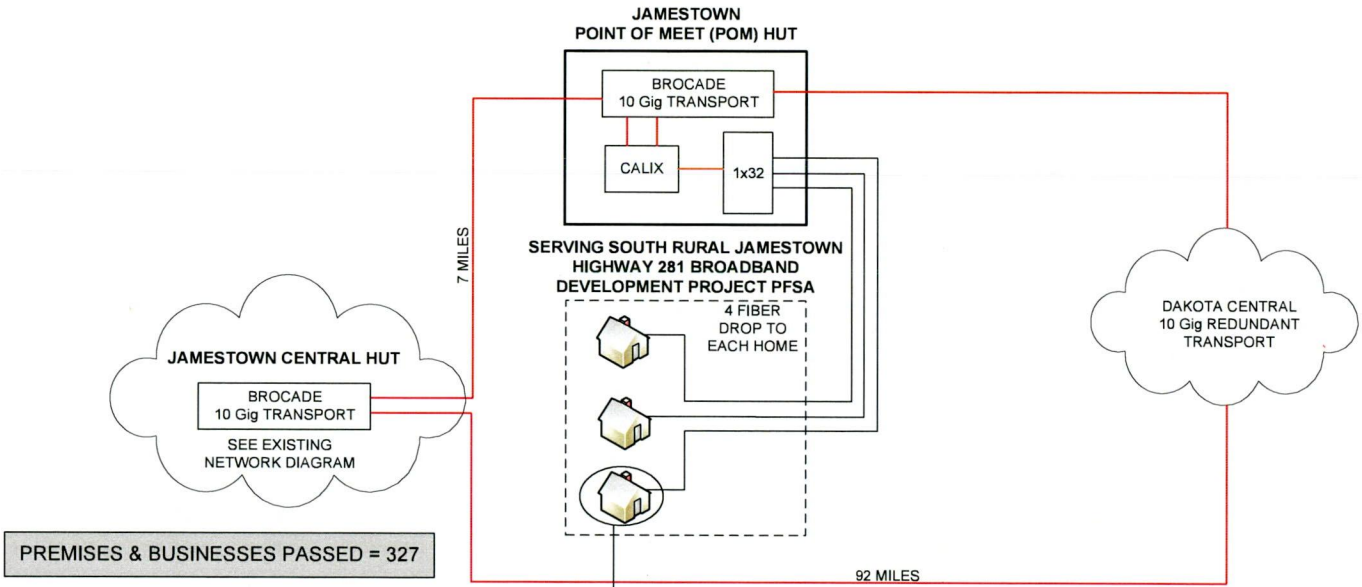 JAMESTOWN
POINT OF MEET (POM) HUT
BROCADE
10 Gig TRANSPORT
CALIX
1x32
7 MILES
SERVING SOUTH RURAL JAMESTOWN
HIGHWAY 281 BROADBAND
DEVELOPMENT PROJECT PFSA
4 FIBER
DROP TO
EACH HOME
DAKOTA CENTRAL
10 Gig REDUNDANT
TRANSPORT
JAMESTOWN CENTRAL HUT
BROCADE
10 Gig TRANSPORT
SEE EXISTING
NETWORK DIAGRAM
PREMISES & BUSINESSES PASSED = 327
92 MILES